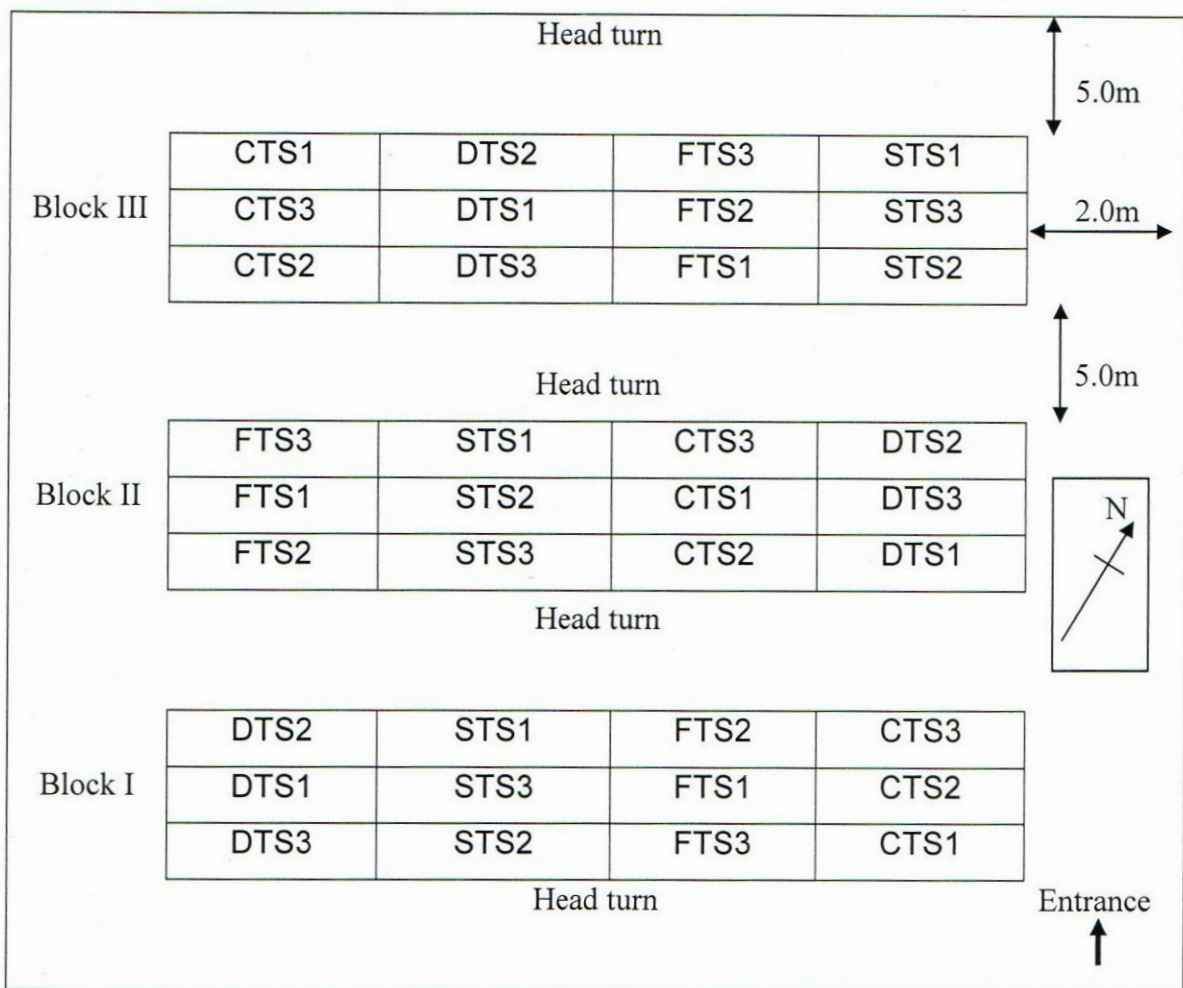 Head turn
5.0m
CTS1 DTS2 FTS3 STS1
Block III CTS3 DTS1 FTS2 STS3 2.0m
CTS2 DTS3 FTS1 STS2
Head turn 5.0m
FTS3 STS1 CTS3 DTS2
Block II FTS1 STS2 CTS1 DTS3 N
FTS2 STS3 CTS2 DTS1
Head turn
DTS2 STS1 FTS2 CTS3
Block I DTS1 STS3 FTS1 CTS2
DTS3 STS2 FTS3 CTS1
Head turn Entrance